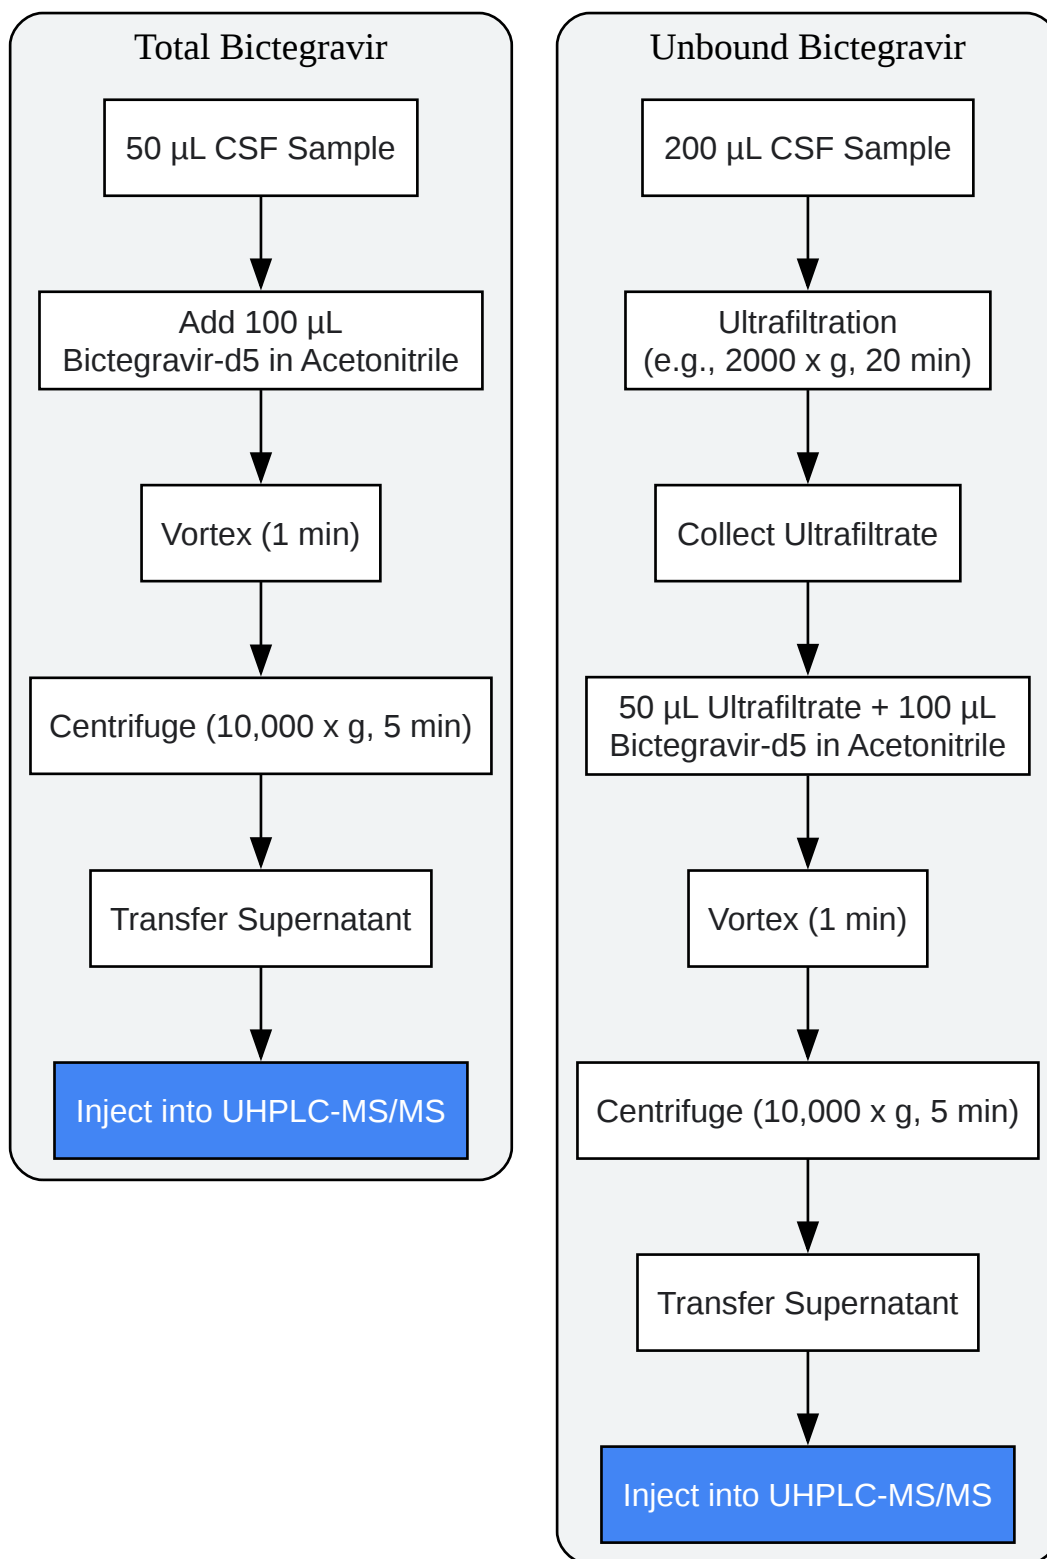 Total Bictegravir
50 µL CSF Sample
Add 100 µL
Bictegravir-d5 in Acetonitrile
Vortex (1 min)
Centrifuge (10,000 x g, 5 min)
Transfer Supernatant
Inject into UHPLC-MS/MS
Unbound Bictegravir
200 µL CSF Sample
Ultrafiltration
(e.g., 2000 x g, 20 min)
Collect Ultrafiltrate
50 µL Ultrafiltrate + 100 µL
Bictegravir-d5 in Acetonitrile
Vortex (1 min)
Centrifuge (10,000 x g, 5 min)
Transfer Supernatant
Inject into UHPLC-MS/MS